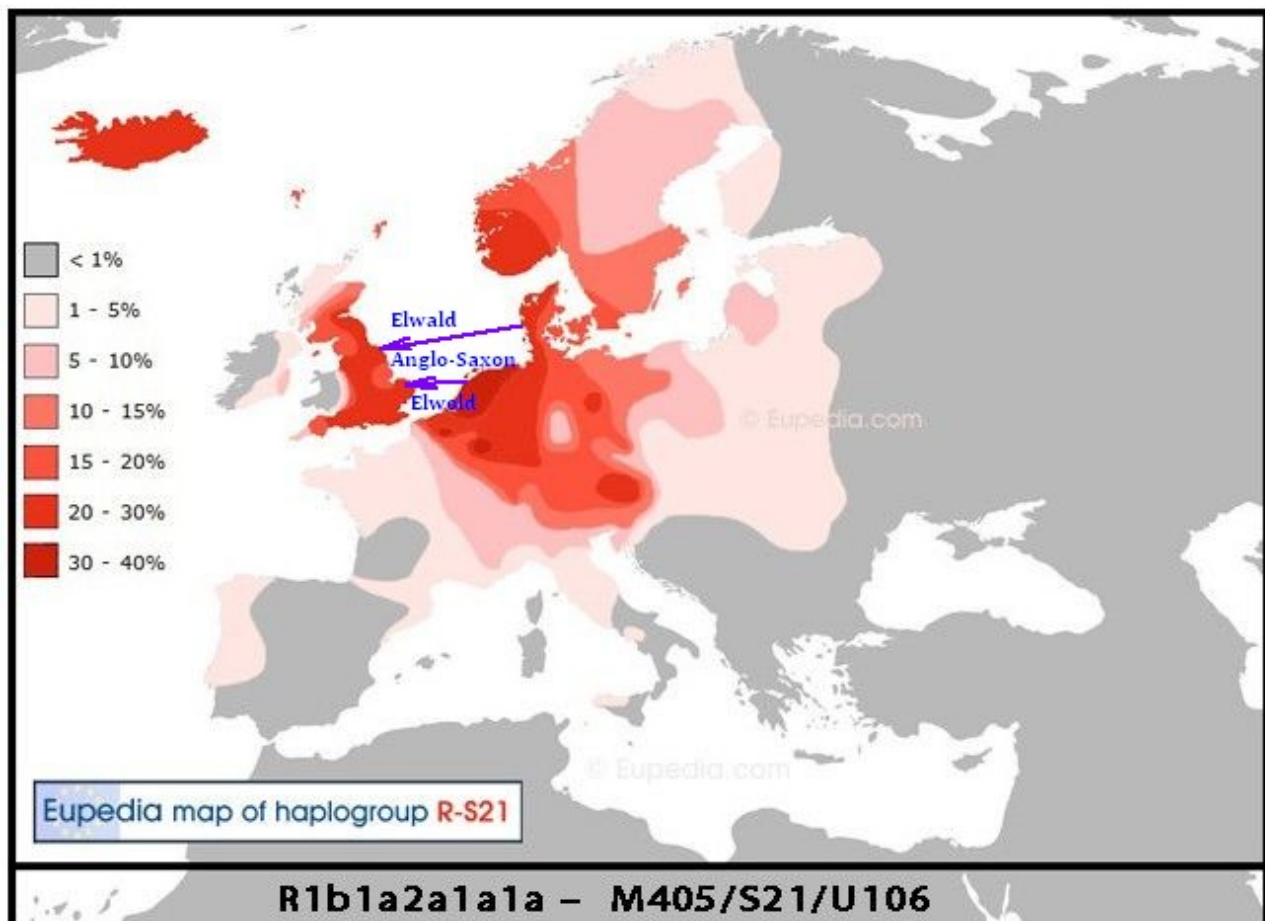 < 1%
1 - 5%
5 - 10%
10 - 15%
15 - 20%
20 - 30%
30 - 40%
Elwald
Anglo-Saxon
Elwold
© Eupedia.com
© Eupedia.com
Eupedia map of haplogroup R-S21
R1b1a2a1a1a – M405/S21/U106